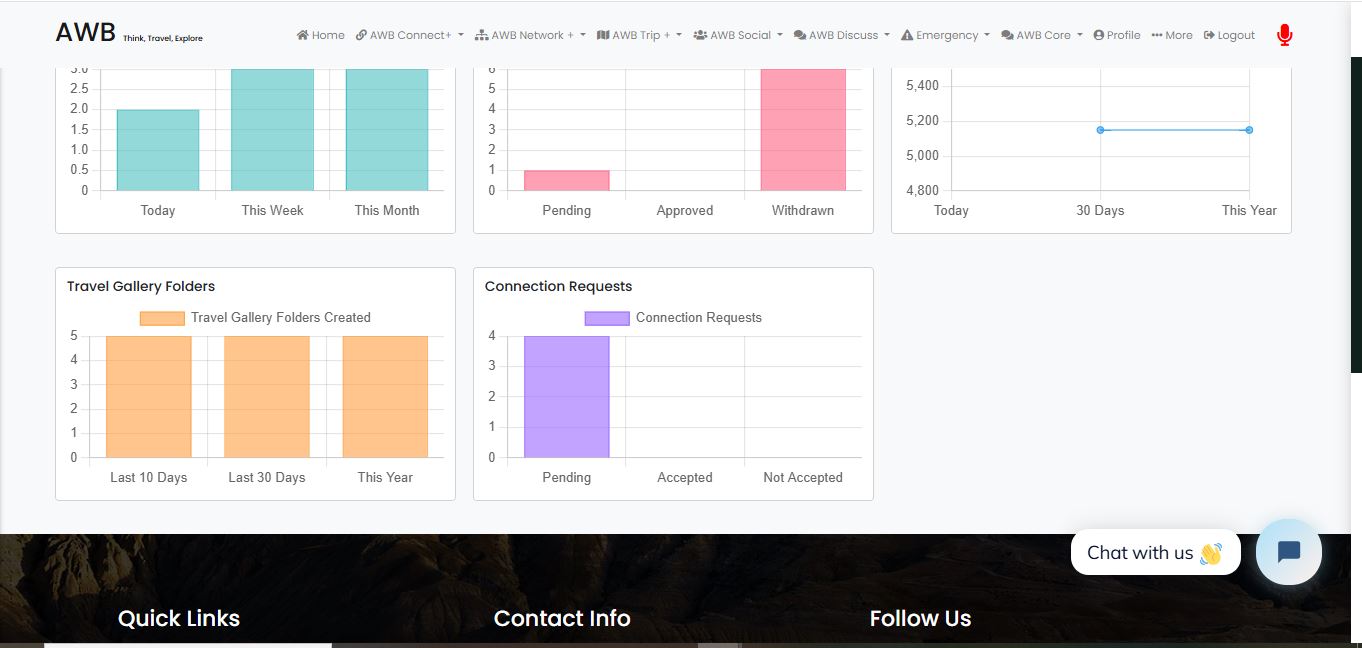 AWB Think, Travel, Explore
Home AWB Connect+ AWB Network + AWB Trip + AWB Social AWB Discuss Emergency AWB Core Profile More Logout
3.0
2.5
2.0
1.5
1.0
0.5
0
Today This Week This Month
6
5
4
3
2
1
0
Pending Approved Withdrawn
5,400
5,200
5,000
4,800
Today 30 Days This Year
Travel Gallery Folders
Travel Gallery Folders Created
5
4
3
2
1
0
Last 10 Days Last 30 Days This Year
Connection Requests
Connection Requests
4
3
2
1
0
Pending Accepted Not Accepted
Chat with us 👋
Quick Links Contact Info Follow Us